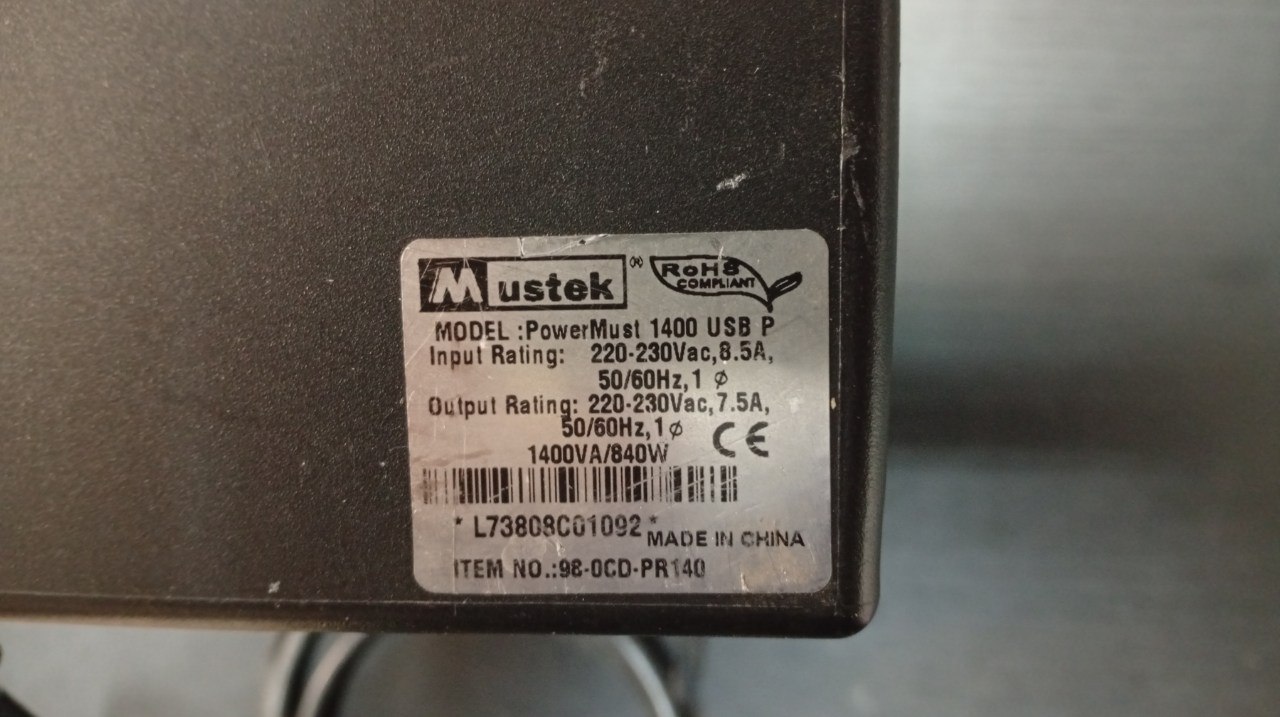 Mustek®
RoHS
COMPLIANT
MODEL :PowerMust 1400 USB P
Input Rating: 220-230Vac,8.5A,
50/60Hz,1 ϕ
Output Rating: 220-230Vac,7.5A,
50/60Hz,1 ϕ
CE
1400VA/840W
* L73808C01092 *
MADE IN CHINA
ITEM NO.:98-0CD-PR140